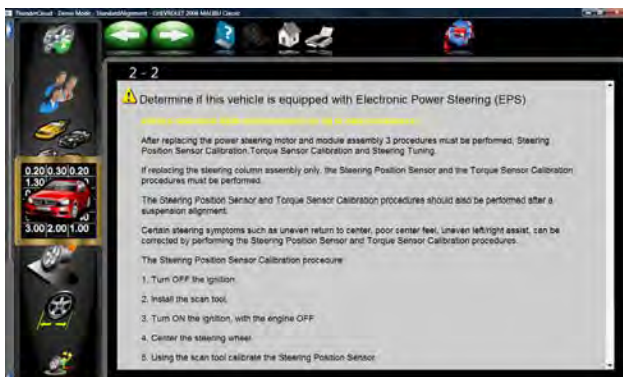 ThunderCloud - Demo Mode - StandardAlignment - CHEVROLET 2008 MALIBU Classic
2 - 2
Determine if this vehicle is equipped with Electronic Power Steering (EPS)
After replacing the power steering motor and module assembly 3 procedures must be performed, Steering
Position Sensor Calibration,Torque Sensor Calibration and Steering Tuning.
If replacing the steering column assembly only, the Steering Position Sensor and the Torque Sensor Calibration
procedures must be performed.
The Steering Position Sensor and Torque Sensor Calibration procedures should also be performed after a
suspension alignment.
Certain steering symptoms such as uneven return to center, poor center feel, uneven left/right assist, can be
corrected by performing the Steering Position Sensor and Torque Sensor Calibration procedures.
The Steering Position Sensor Calibration procedure
1. Turn OFF the ignition.
2. Install the scan tool.
3. Turn ON the ignition, with the engine OFF
4. Center the steering wheel
5. Using the scan tool calibrate the Steering Position Sensor
0.20 0.30 0.20
1.30
3.00 2.00 1.00